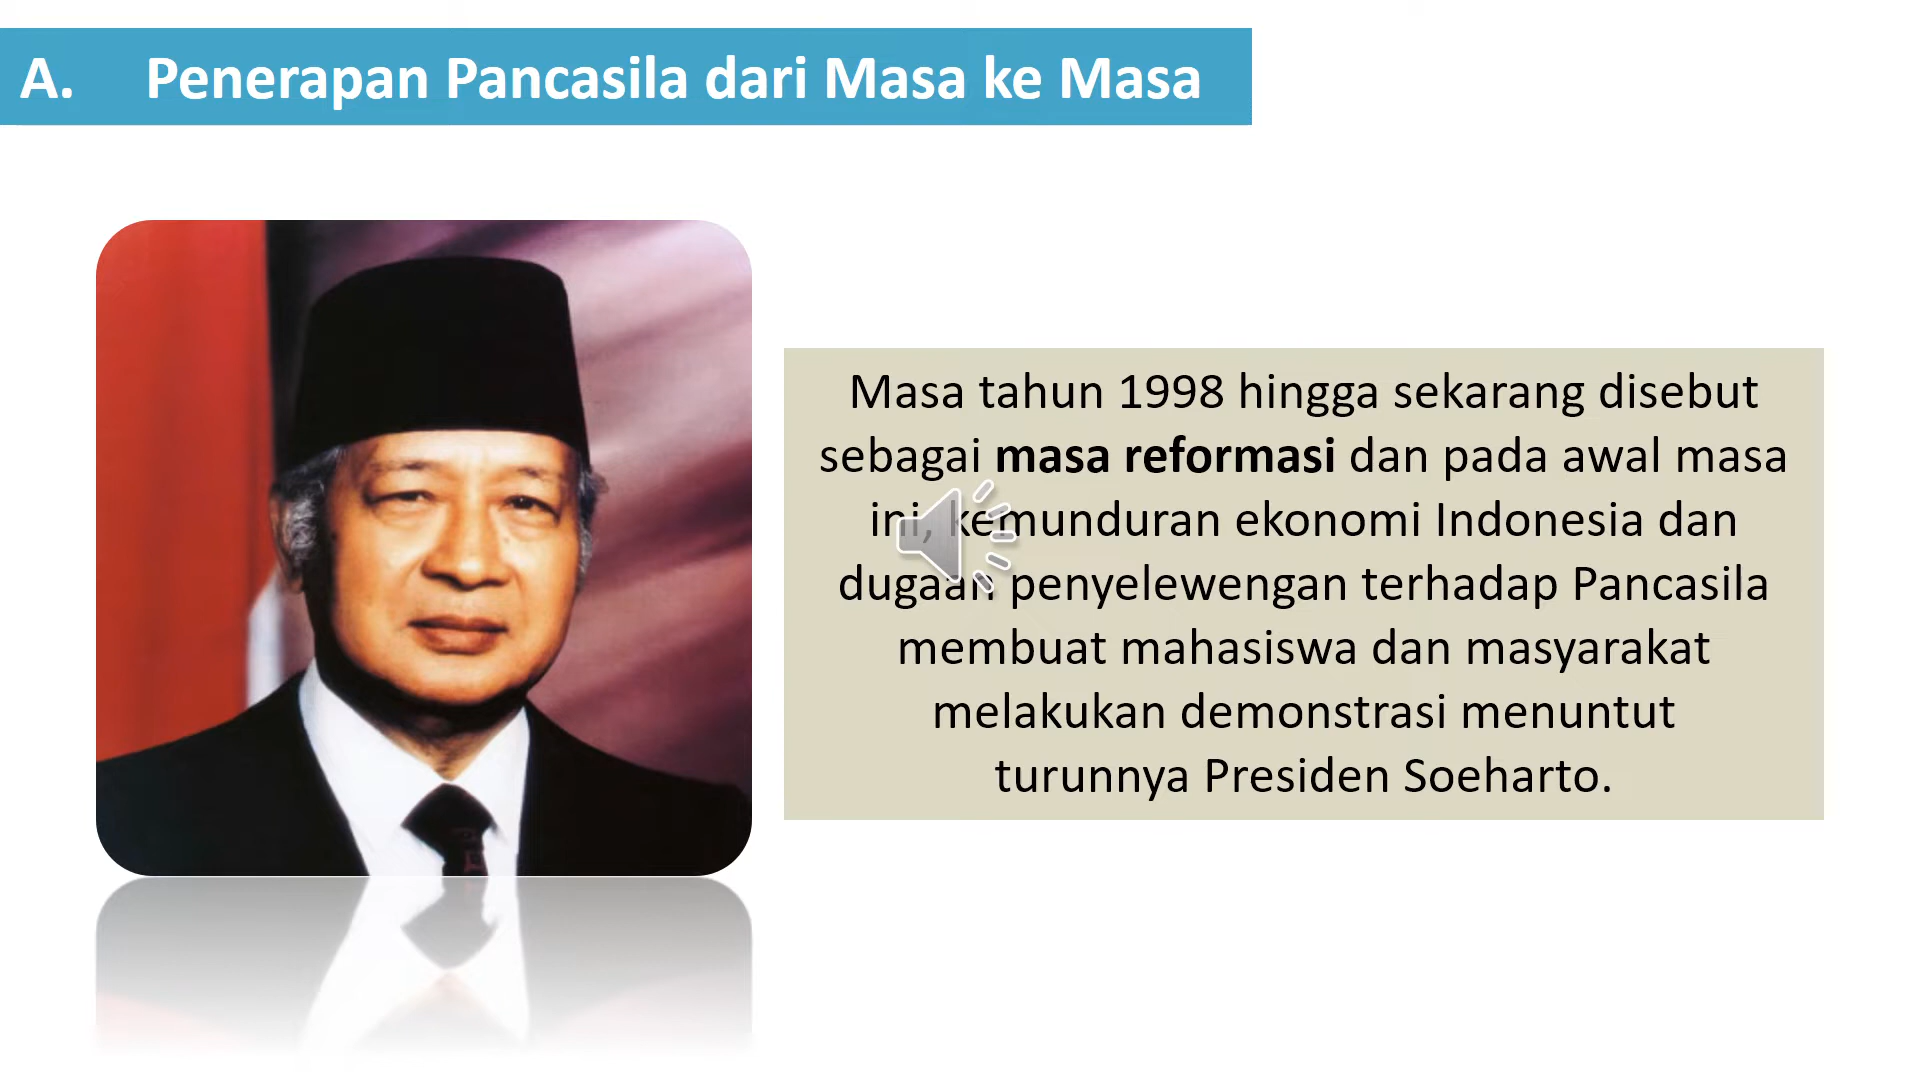 A. Penerapan Pancasila dari Masa ke Masa
Masa tahun 1998 hingga sekarang disebut
sebagai masa reformasi dan pada awal masa
ini, kemunduran ekonomi Indonesia dan
dugaan penyelewengan terhadap Pancasila
membuat mahasiswa dan masyarakat
melakukan demonstrasi menuntut
turunnya Presiden Soeharto.